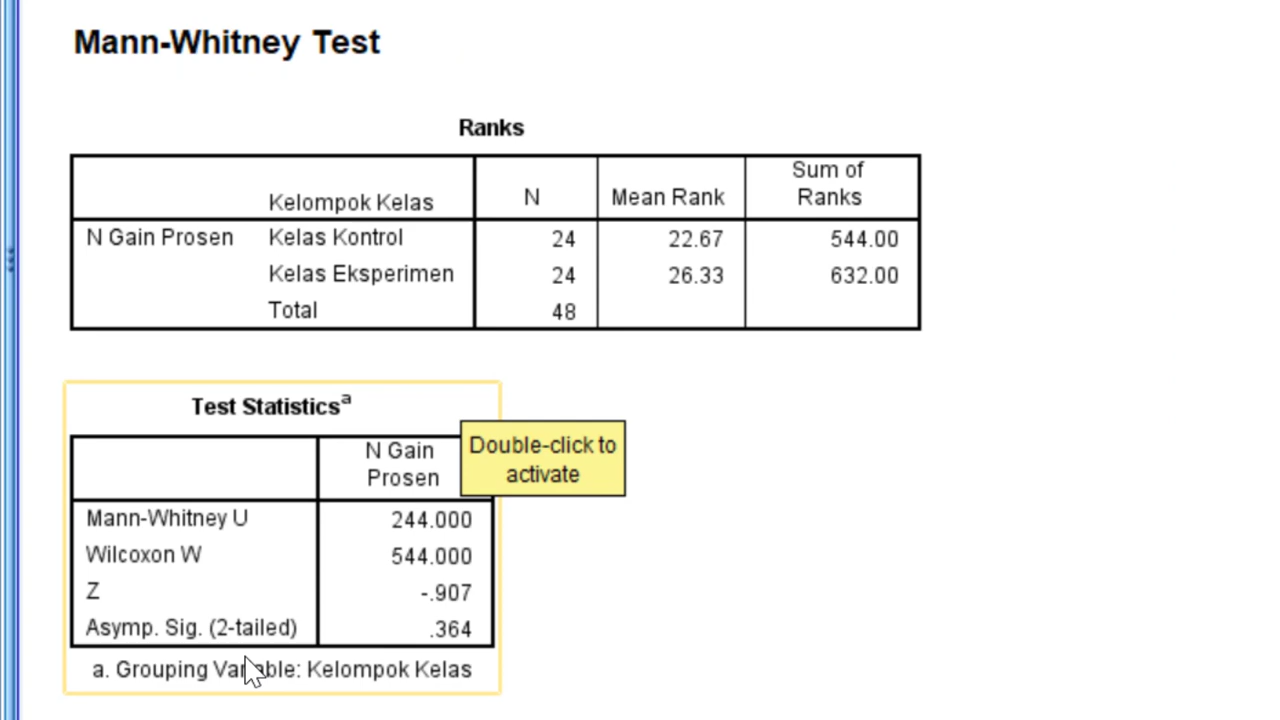 Mann-Whitney Test
Ranks
Kelompok Kelas N Mean Rank Sum of Ranks
N Gain Prosen Kelas Kontrol 24 22.67 544.00
Kelas Eksperimen 24 26.33 632.00
Total 48
Test Statisticsa
N Gain Prosen
Double-click to
activate
Mann-Whitney U 244.000
Wilcoxon W 544.000
Z -.907
Asymp. Sig. (2-tailed) .364
a. Grouping Variable: Kelompok Kelas